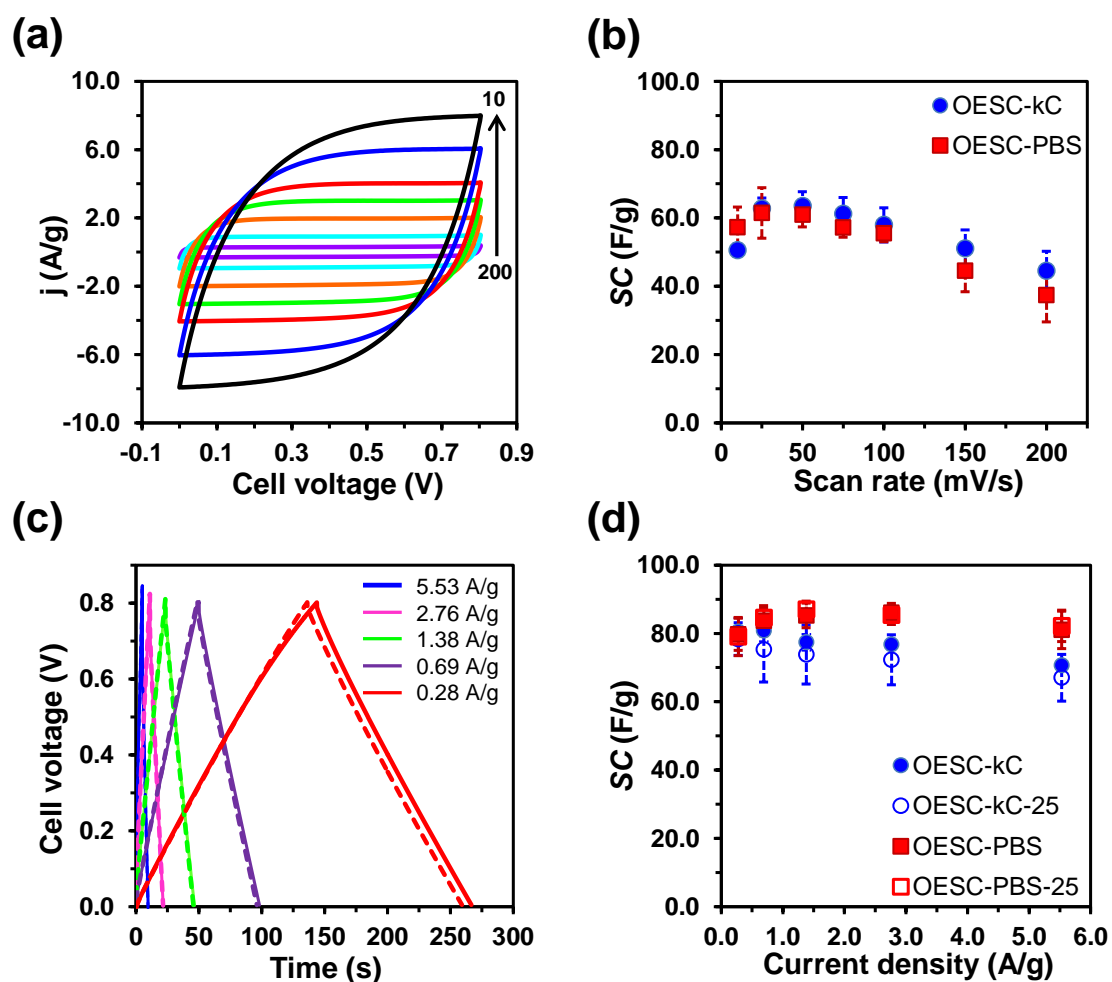 (a)
10.0
6.0
2.0
-2.0
-6.0
-10.0
j (A/g)
-0.1
0.1
0.3
0.5
0.7
0.9
Cell voltage (V)
10
200
(b)
100.0
80.0
60.0
40.0
20.0
0.0
SC (F/g)
0
50
100
150
200
Scan rate (mV/s)
OESC-kC
OESC-PBS
(c)
0.8
0.6
0.4
0.2
0.0
Cell voltage (V)
0
50
100
150
200
250
300
Time (s)
5.53 A/g
2.76 A/g
1.38 A/g
0.69 A/g
0.28 A/g
(d)
100.0
80.0
60.0
40.0
20.0
0.0
SC (F/g)
0.0
1.0
2.0
3.0
4.0
5.0
6.0
Current density (A/g)
OESC-kC
OESC-kC-25
OESC-PBS
OESC-PBS-25